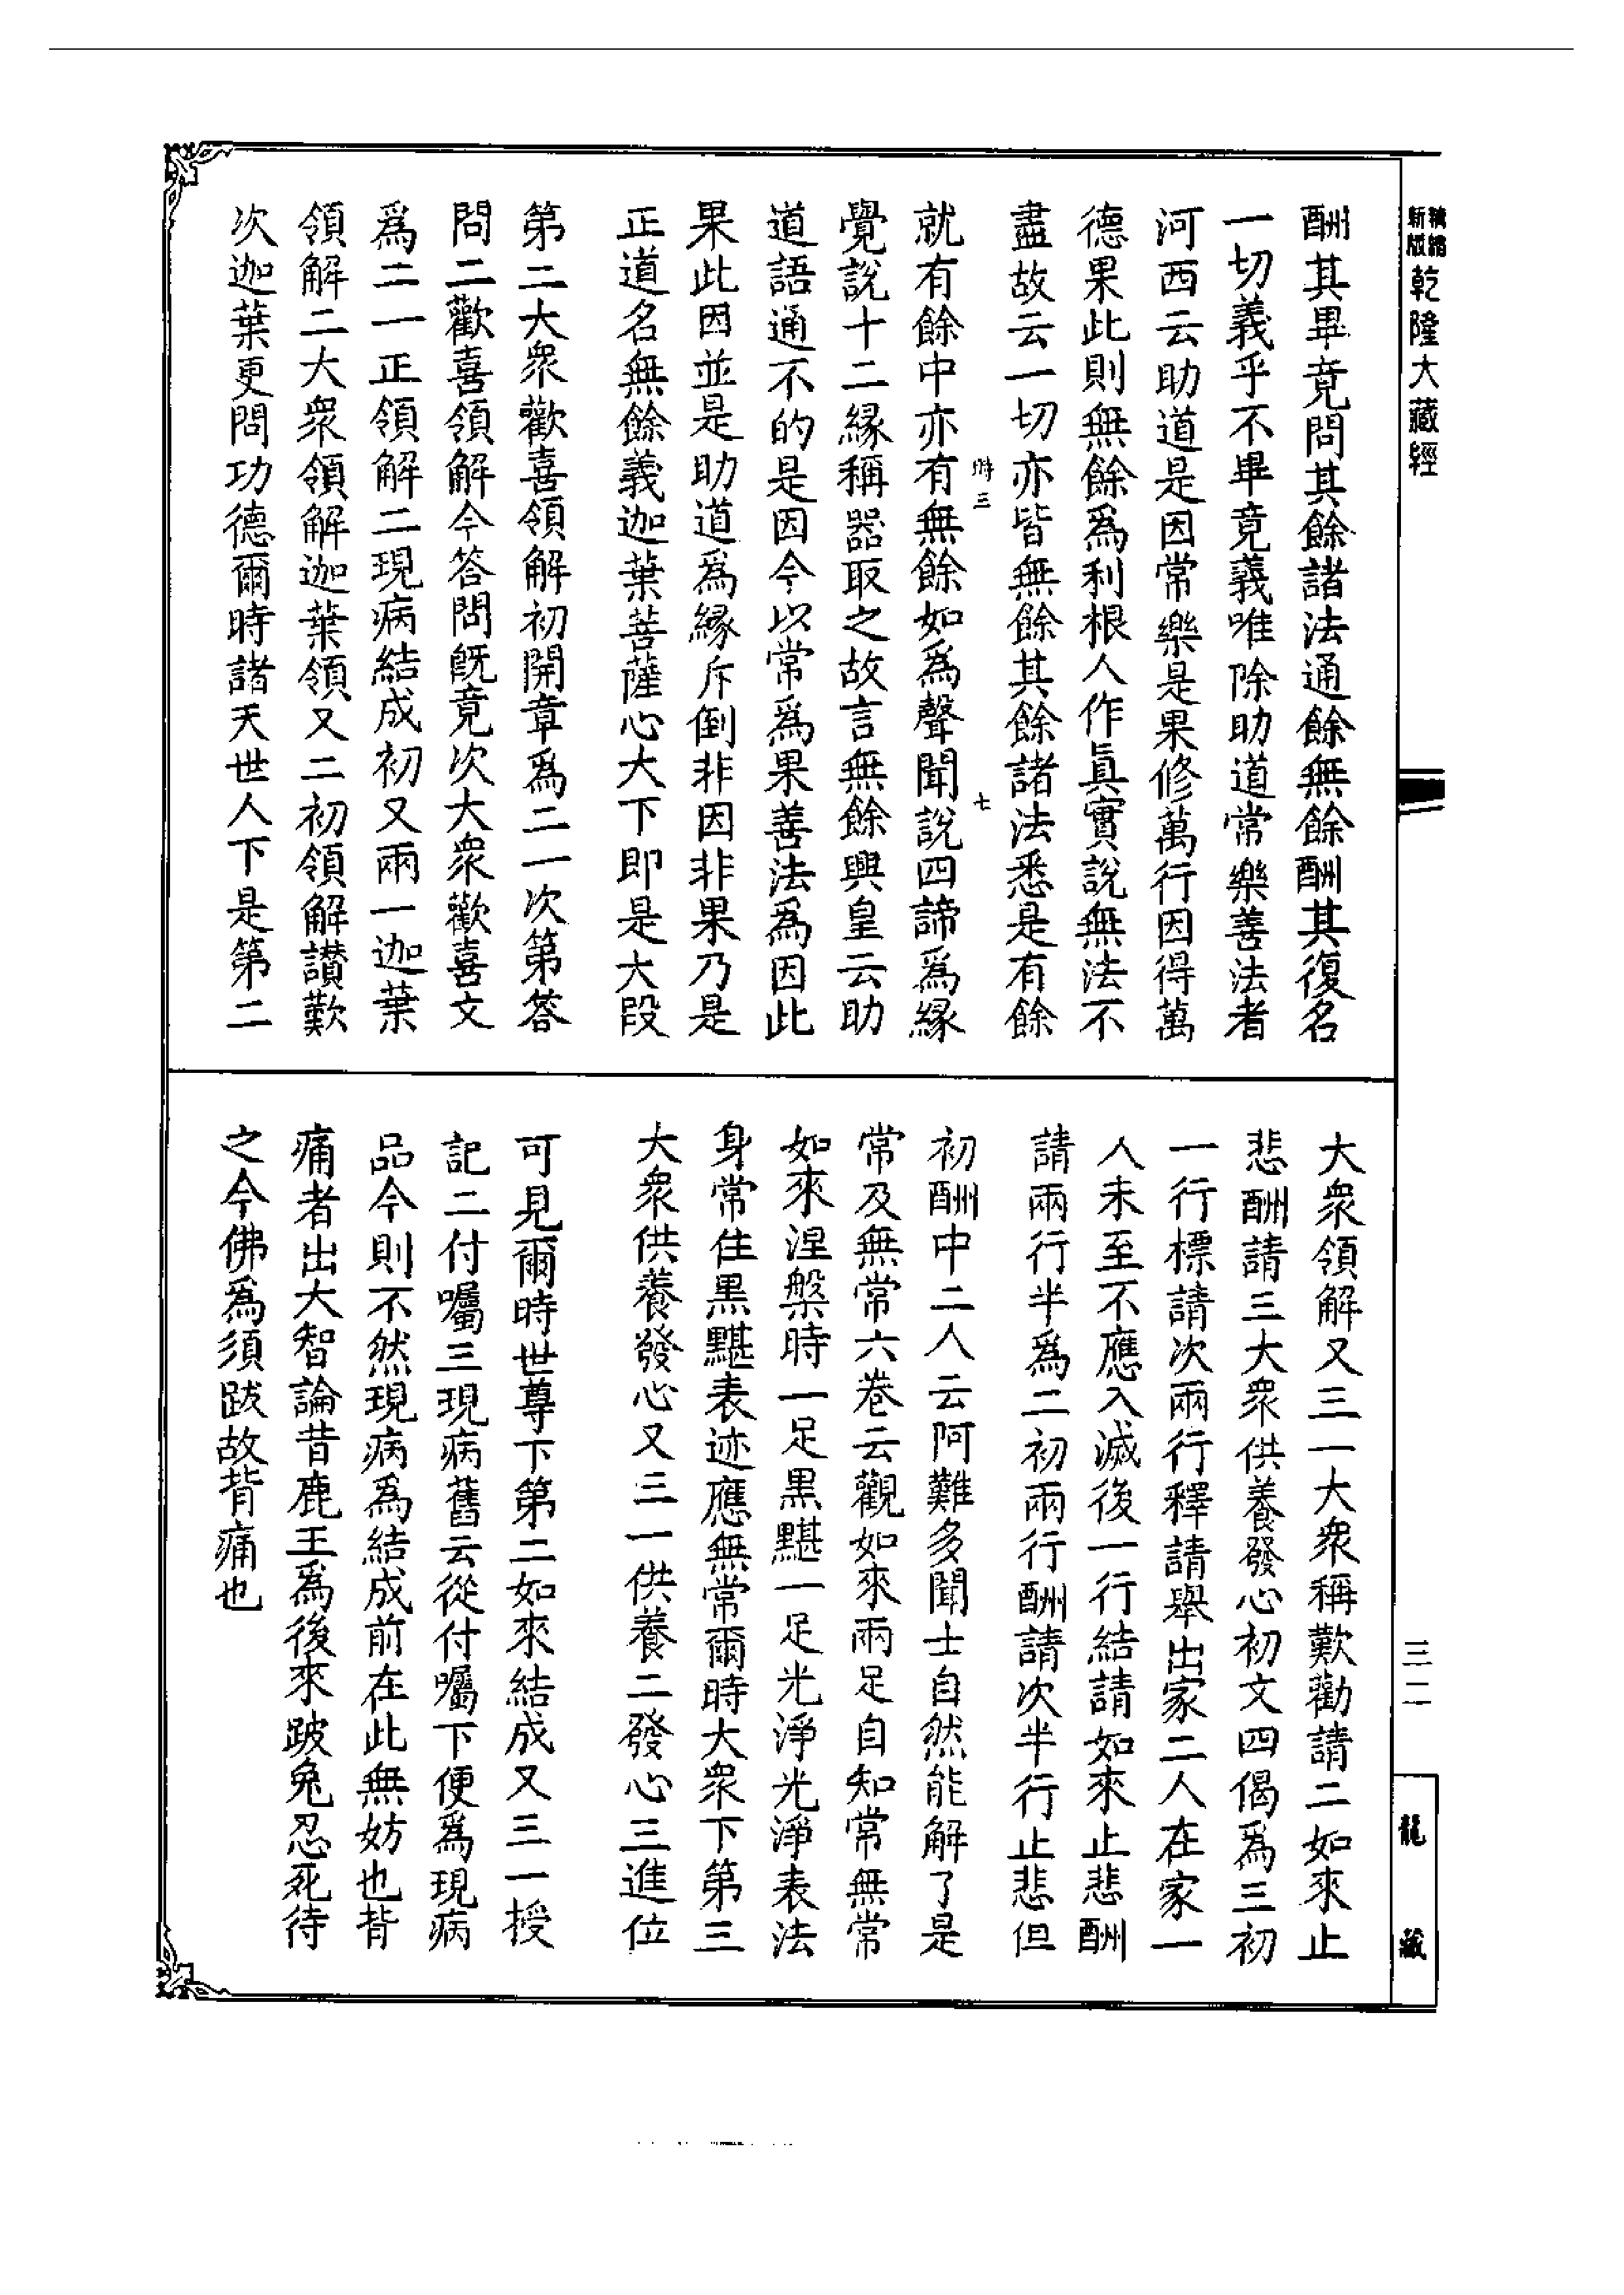 新版
精縮
乾隆大藏經
酬其畢竟問其餘諸法通餘無餘酬其復名
一切義乎不畢竟義唯除助道常樂善法者
河西云助道是因常樂是果修萬行因得萬
德果此則無餘爲利根人作眞實說無法不
盡故云一切亦皆無餘其餘諸法悉是有餘
三
七
就有餘中亦有無餘如爲聲聞說四諦爲緣
覺說十二緣稱器取之故言無餘興皇云助
道語通不的是因今以常爲果善法爲因此
果此因並是助道爲緣斥倒非因非果乃是
正道名無餘義迦葉菩薩心大下即是大段
第二大衆歡喜領解初開章爲二一次第答
問二歡喜領解今答問旣竟次大衆歡喜文
爲二一正領解二現病結成初又兩一迦葉
領解二大衆領解迦葉領又二初領解讃歎
次迦葉更問功德爾時諸天世人下是第二
大衆領解又三一大衆稱歎勸請二如來止
悲酬請三大衆供養發心初文四偈爲三初
一行標請次兩行釋請舉出家二人在家一
人未至不應入滅後一行結請如來止悲酬
請兩行半爲二初兩行酬請次半行止悲但
初酬中二人云阿難多聞士自然能解了是
常及無常六卷云觀如來兩足自知常無常
如來涅槃時一足黑黮一足光淨光淨表法
身常住黑黮表迹應無常爾時大衆下第三
大衆供養發心又三一供養二發心三進位
可見爾時世尊下第二如來結成又三一授
記二付囑三現病舊云從付囑下便爲現病
品今則不然現病爲結成前在此無妨也背
痛者出大智論昔鹿王爲後來跛兔忍死待
之今佛爲須跋故背痛也
三二
龍藏